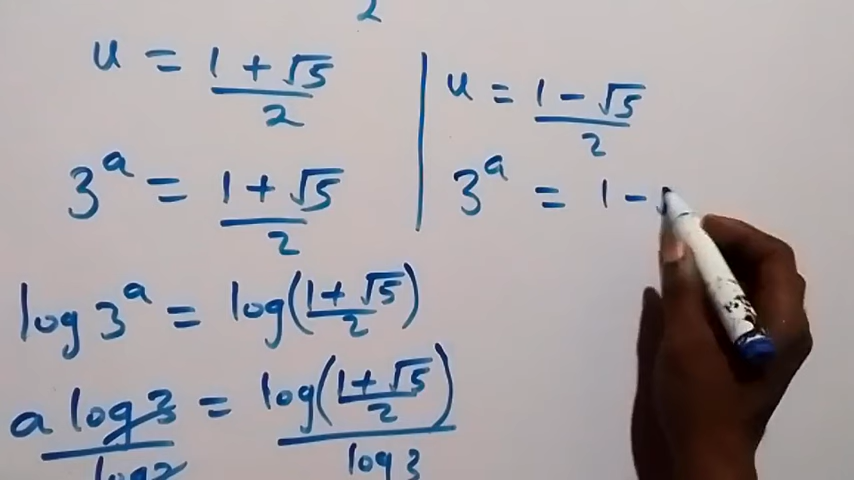 2
u = 1 + √5 / 2
3^a = 1 + √5 / 2
log 3^a = log(1 + √5 / 2)
a log 3 / log 3 = log(1 + √5 / 2) / log 3
u = 1 - √5 / 2
3^a = 1 -